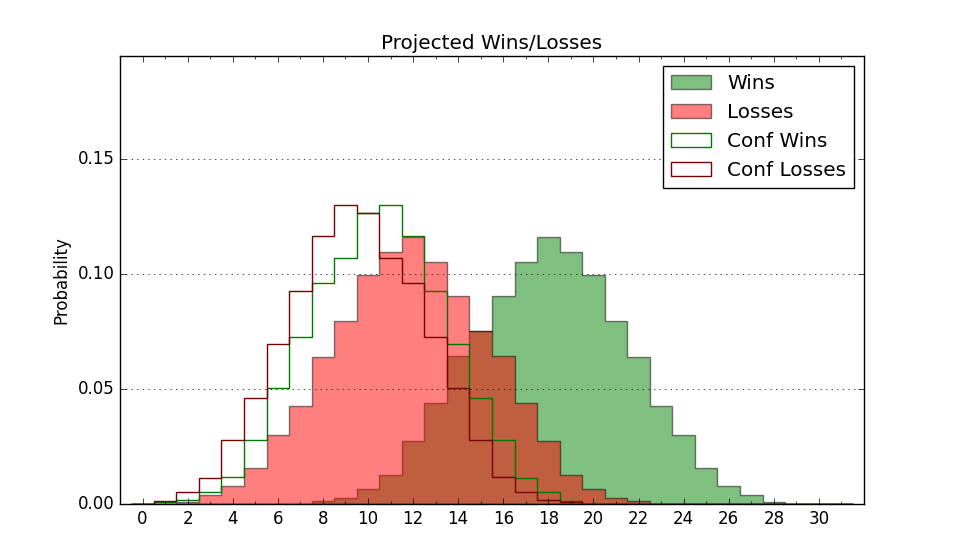 Projected Wins/Losses
Wins
Losses
Conf Wins
Conf Losses
Probability
0.15
0.10
0.05
0.00
0 2 4 6 8 10 12 14 16 18 20 22 24 26 28 30